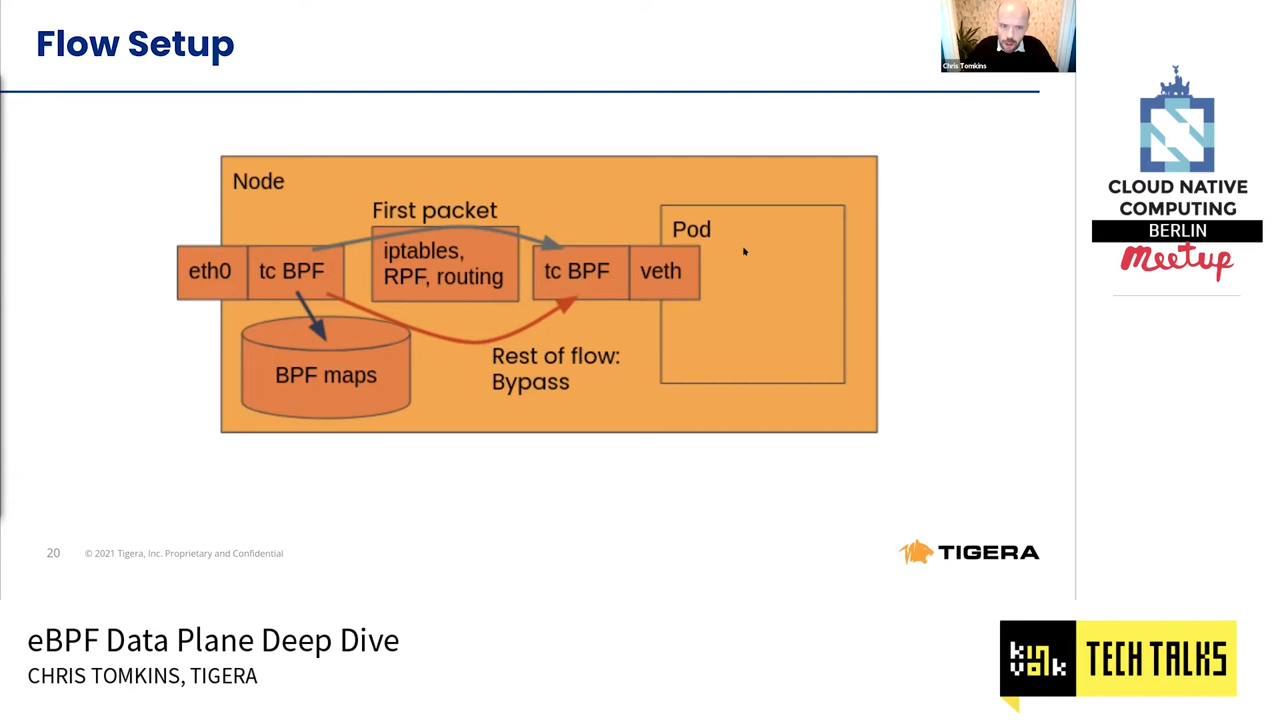 Flow Setup
Chris Tomkins
Node
First packet
iptables,
RPF, routing
eth0
tc BPF
tc BPF
veth
Pod
BPF maps
Rest of flow:
Bypass
20
© 2021 Tigera, Inc. Proprietary and Confidential
TIGERA
CLOUD NATIVE
COMPUTING
BERLIN
Meetup
eBPF Data Plane Deep Dive
CHRIS TOMKINS, TIGERA
kinvolk
TECH TALKS